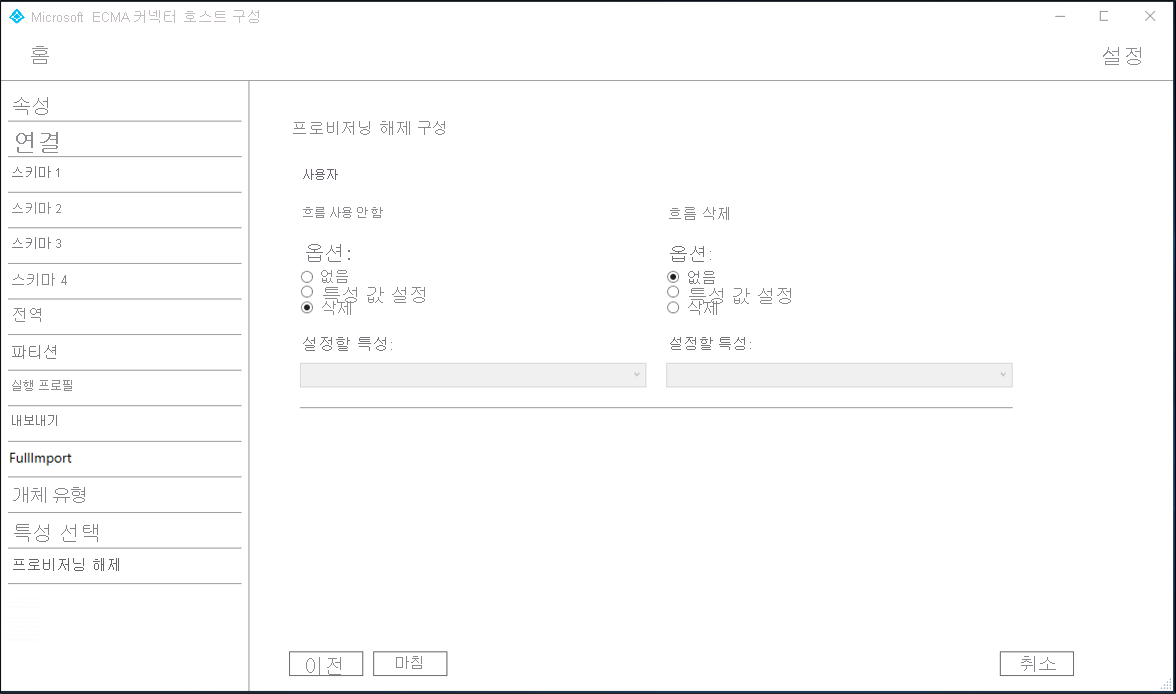 Microsoft ECMA 커넥터 호스트 구성
홈
설정
속성
연결
스키마 1
스키마 2
스키마 3
스키마 4
전역
파티션
실행 프로필
내보내기
FullImport
개체 유형
특성 선택
프로비저닝 해제
프로비저닝 해제 구성
사용자
흐름 사용 안 함
옵션:
없음
특성 값 설정
삭제
설정할 특성:
흐름 삭제
옵션:
없음
특성 값 설정
삭제
설정할 특성:
이전
마침
취소